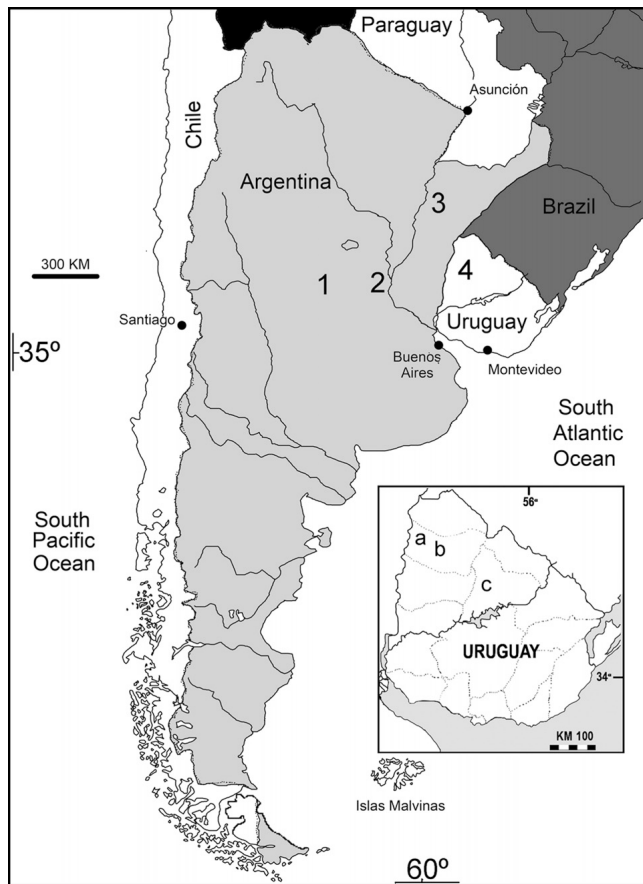 Paraguay
Asunción
Chile
Argentina
3
Brazil
300 KM
1
2
4
Santiago
Uruguay
35º
Buenos
Aires
Montevideo
South
Atlantic
Ocean
South
Pacific
Ocean
56º
a
b
c
URUGUAY
34º
KM 100
Islas Malvinas
60º